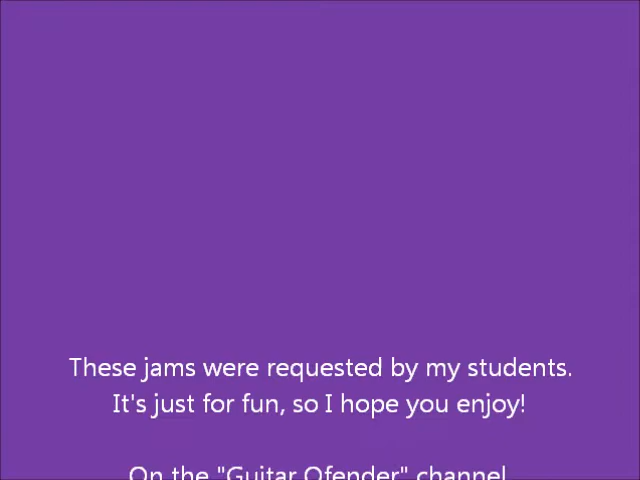 These jams were requested by my students.
It's just for fun, so I hope you enjoy!
On the "Guitar Ofender" channel